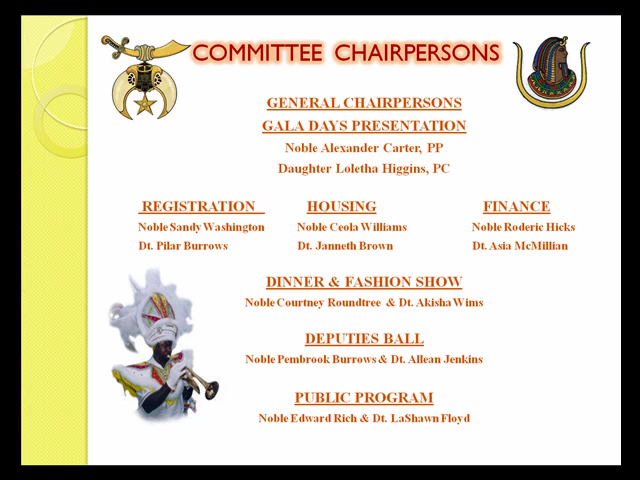 COMMITTEE CHAIRPERSONS
GENERAL CHAIRPERSONS
GALA DAYS PRESENTATION
Noble Alexander Carter, PP
Daughter Loletha Higgins, PC
REGISTRATION HOUSING FINANCE
Noble Sandy Washington Noble Ceola Williams Noble Roderic Hicks
Dt. Pilar Burrows Dt. Janneth Brown Dt. Asia McMillian
DINNER & FASHION SHOW
Noble Courtney Roundtree & Dt. Akisha Wims
DEPUTIES BALL
Noble Pembrook Burrows & Dt. Allean Jenkins
PUBLIC PROGRAM
Noble Edward Rich & Dt. LaShawn Floyd